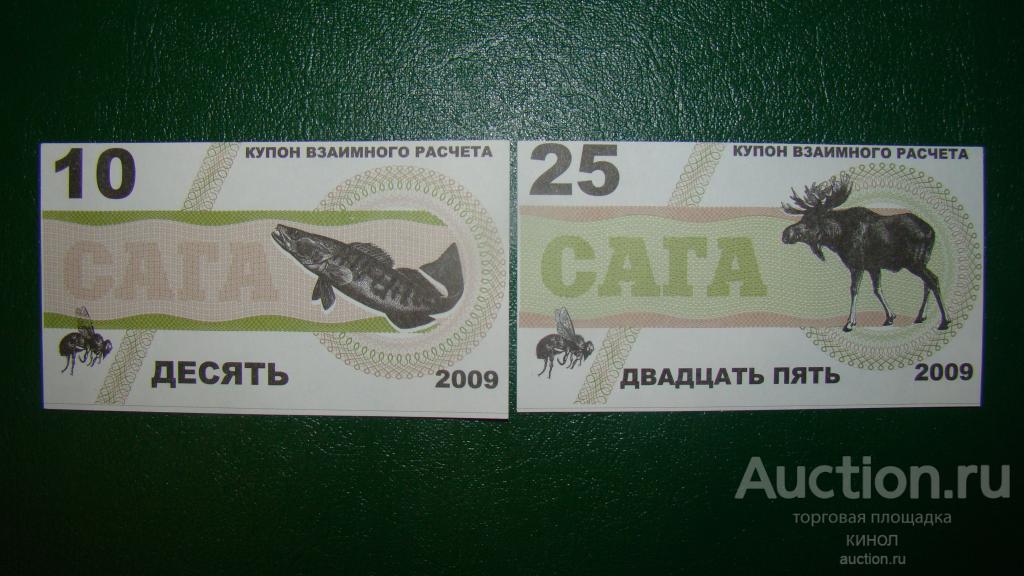 10
КУПОН ВЗАИМНОГО РАСЧЕТА
САГА
ДЕСЯТЬ
2009
25
КУПОН ВЗАИМНОГО РАСЧЕТА
САГА
ДВАДЦАТЬ ПЯТЬ
2009
Auction.ru
торговая площадка
КИНОЛ
auction.ru